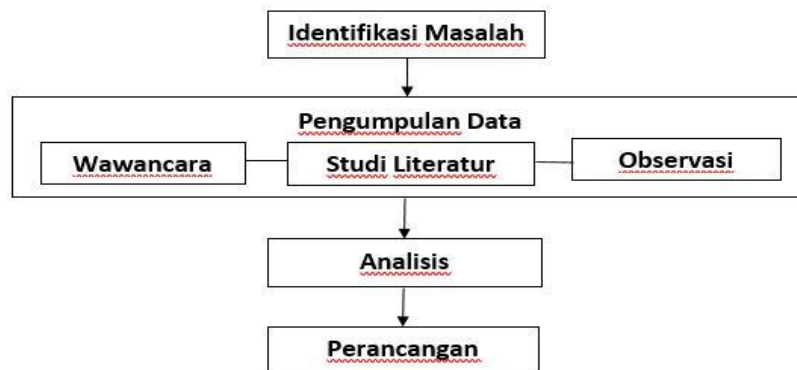 Identifikasi Masalah
Pengumpulan Data
Wawancara
Studi Literatur
Observasi
Analisis
Perancangan